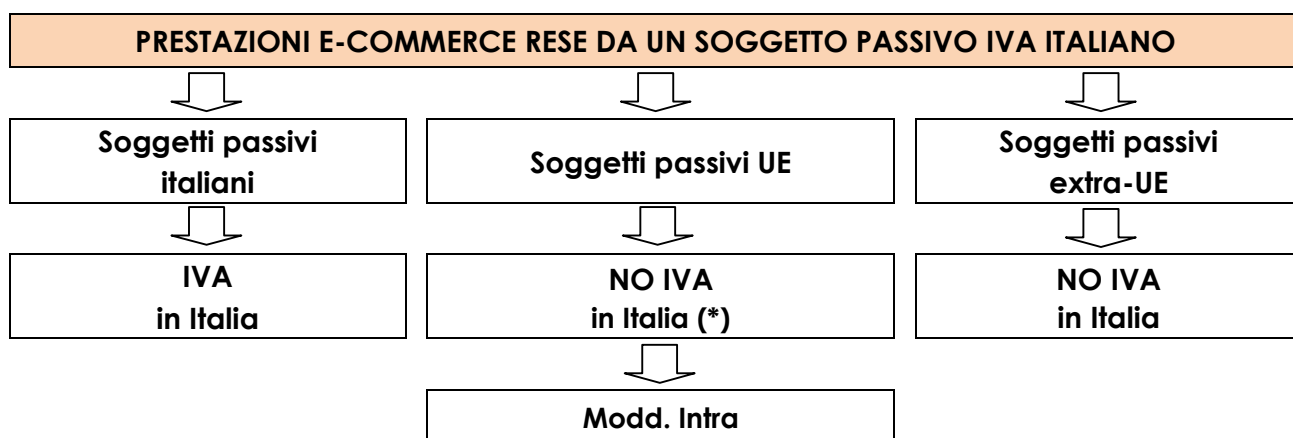 PRESTAZIONI E-COMMERCE RESE DA UN SOGGETTO PASSIVO IVA ITALIANO
Soggetti passivi
italiani
Soggetti passivi UE
Soggetti passivi
extra-UE
IVA
in Italia
NO IVA
in Italia (*)
NO IVA
in Italia
Modd. Intra